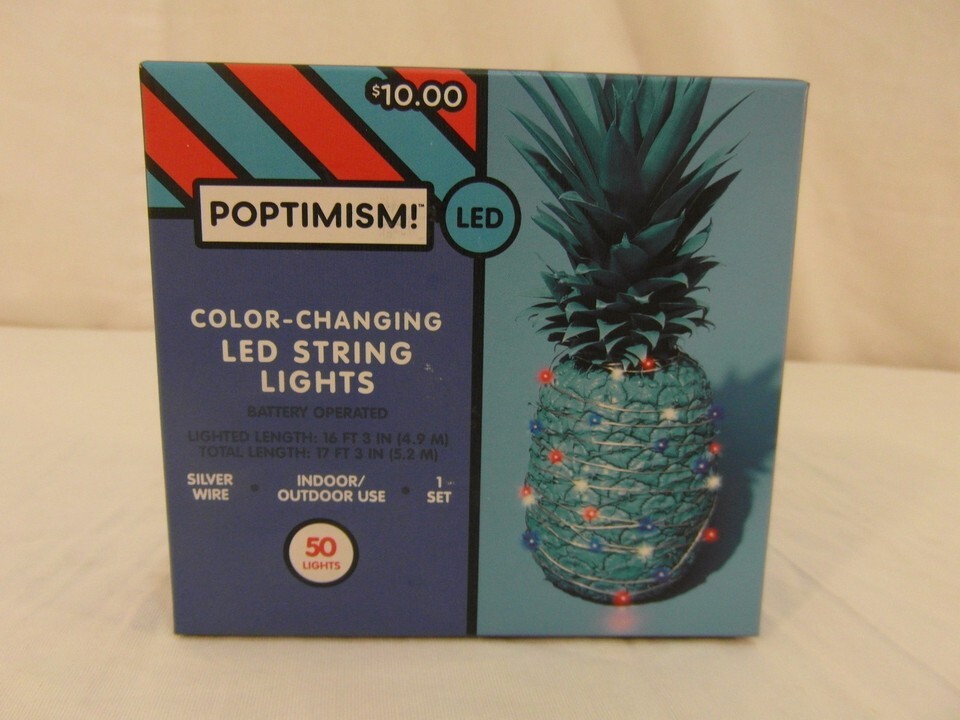 $10.00
POPTIMISM!™
LED
COLOR-CHANGING
LED STRING
LIGHTS
BATTERY OPERATED
LIGHTED LENGTH: 16 FT 3 IN (4.9 M)
TOTAL LENGTH: 17 FT 3 IN (5.2 M)
SILVER
WIRE
•
INDOOR/
OUTDOOR USE
•
1
SET
50
LIGHTS